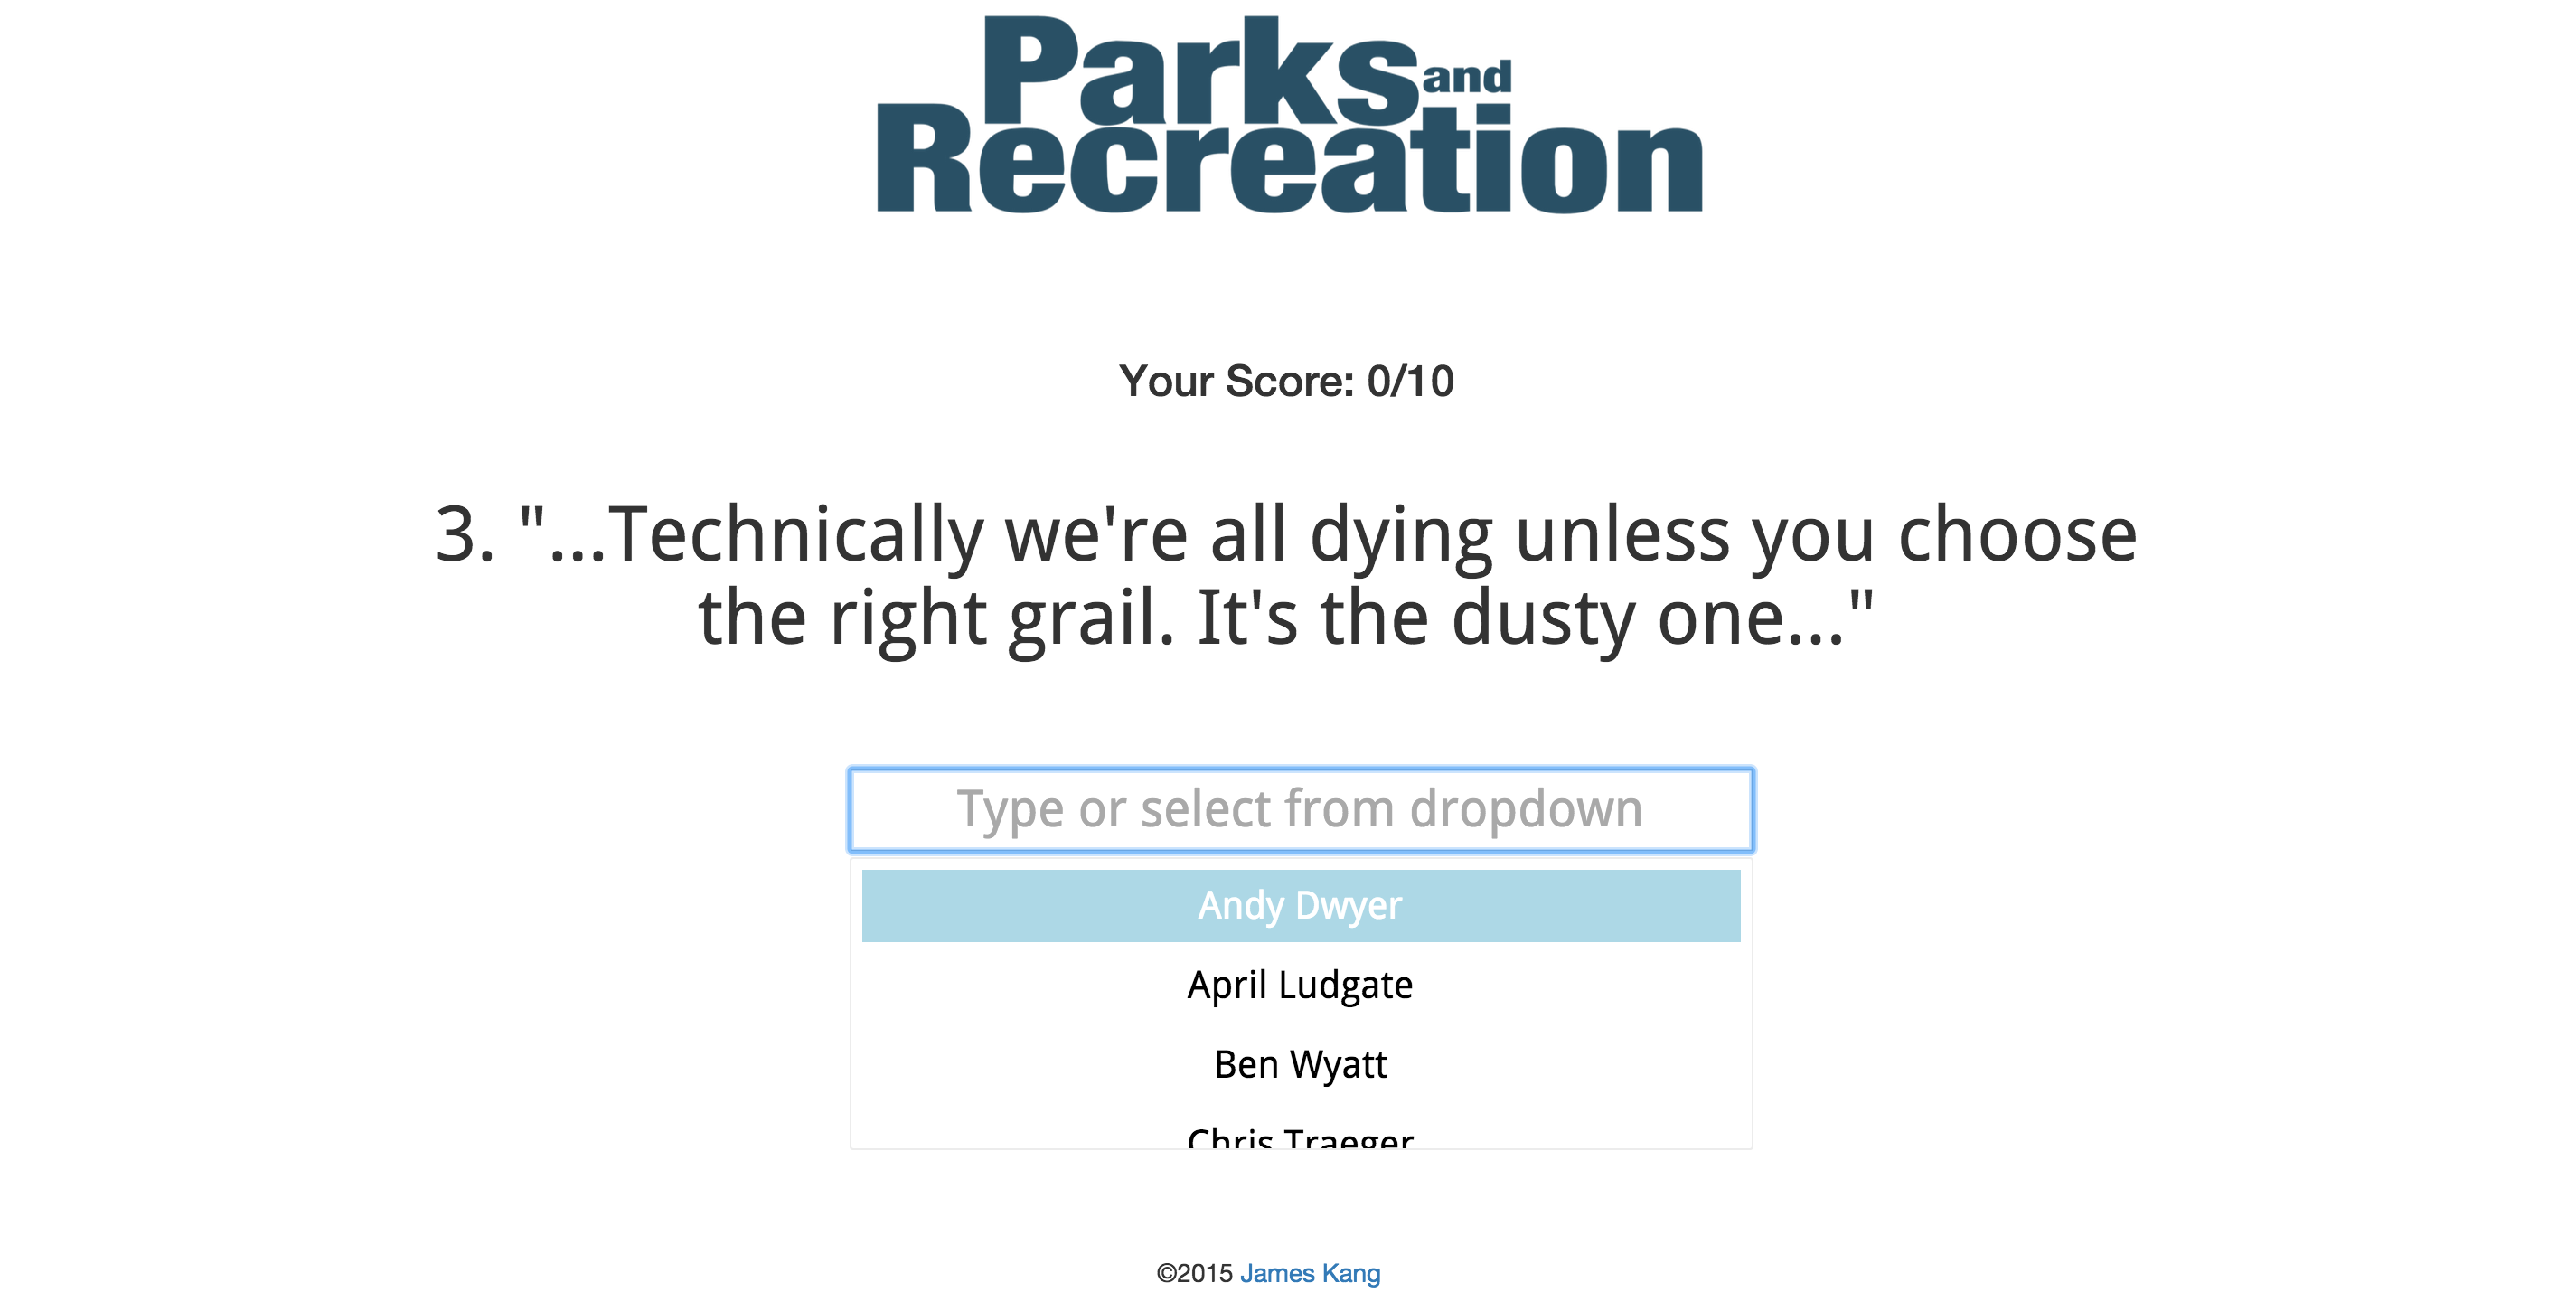 Parks and
Recreation
Your Score: 0/10
3. "...Technically we're all dying unless you choose
the right grail. It's the dusty one..."
Type or select from dropdown
Andy Dwyer
April Ludgate
Ben Wyatt
Chris Traeger
©2015 James Kang